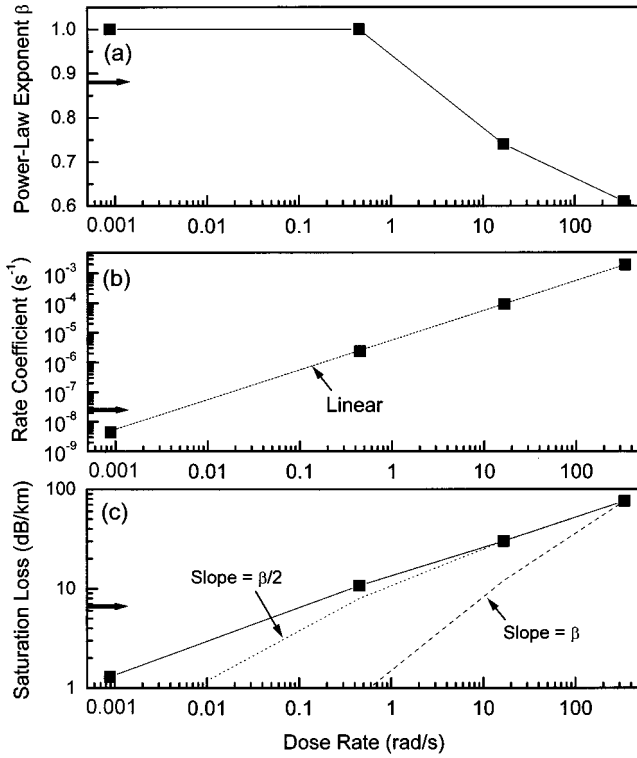 Power-Law Exponent β
1.0
0.9
0.8
0.7
0.6
(a)
0.001 0.01 0.1 1 10 100
Rate Coefficient (s⁻¹)
10⁻³
10⁻⁴
10⁻⁵
10⁻⁶
10⁻⁷
10⁻⁸
10⁻⁹
(b)
Linear
0.001 0.01 0.1 1 10 100
Saturation Loss (dB/km)
100
10
1
(c)
Slope = β/2
Slope = β
0.001 0.01 0.1 1 10 100
Dose Rate (rad/s)